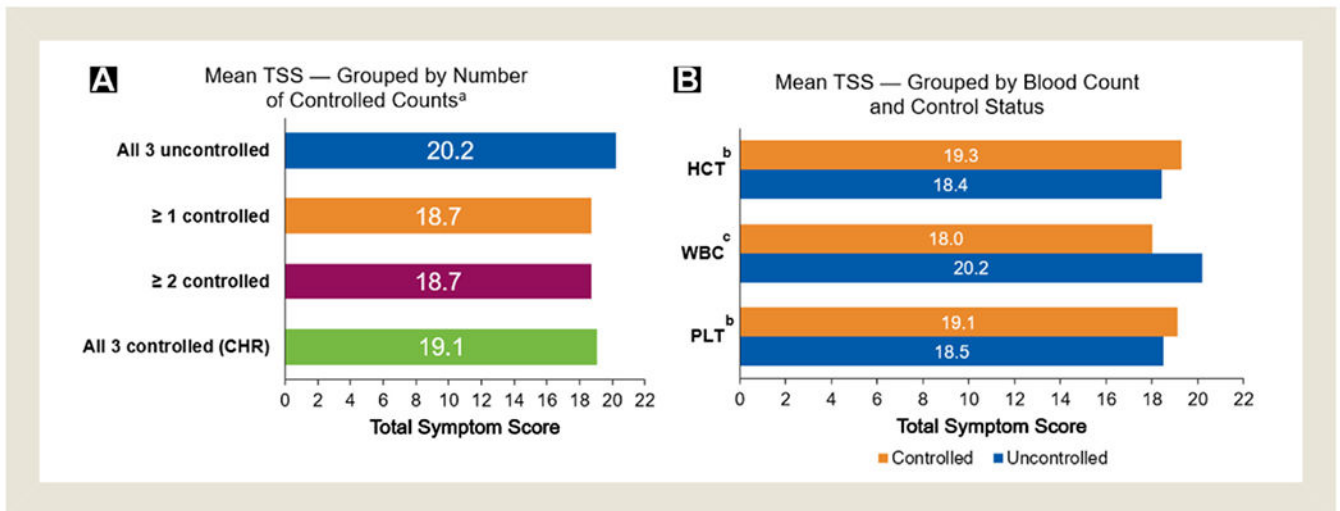 A
Mean TSS — Grouped by Number
of Controlled Countsᵃ
All 3 uncontrolled
20.2
≥ 1 controlled
18.7
≥ 2 controlled
18.7
All 3 controlled (CHR)
19.1
0 2 4 6 8 10 12 14 16 18 20 22
Total Symptom Score
B
Mean TSS — Grouped by Blood Count
and Control Status
HCTᵇ
19.3
18.4
WBCᶜ
18.0
20.2
PLTᵇ
19.1
18.5
0 2 4 6 8 10 12 14 16 18 20 22
Total Symptom Score
Controlled Uncontrolled